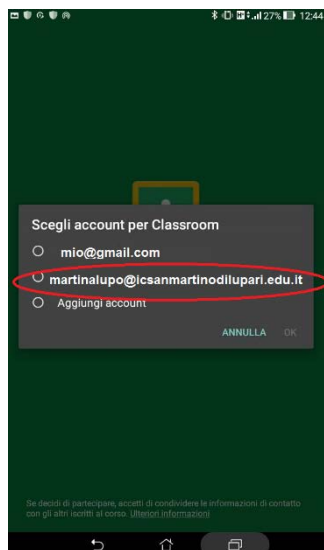 27% 12:44
Scegli account per Classroom
mio@gmail.com
martinalupo@icsanmartinodilupari.edu.it
Aggiungi account
ANNULLA OK
Se decidi di partecipare, accetti di condividere le informazioni di contatto
con gli altri iscritti al corso. Ulteriori informazioni